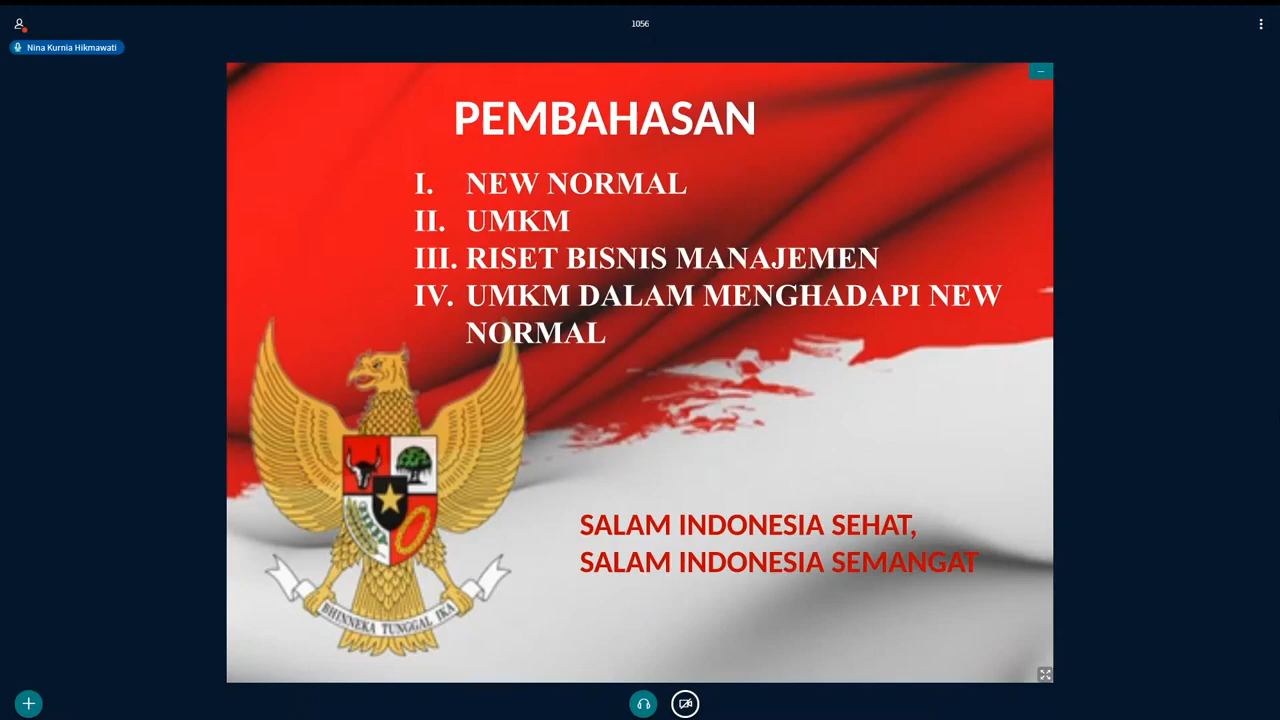 1056
Nina Kurnia Hikmawati
PEMBAHASAN
I. NEW NORMAL
II. UMKM
III. RISET BISNIS MANAJEMEN
IV. UMKM DALAM MENGHADAPI NEW
NORMAL
BHINNEKA TUNGGAL IKA
SALAM INDONESIA SEHAT,
SALAM INDONESIA SEMANGAT